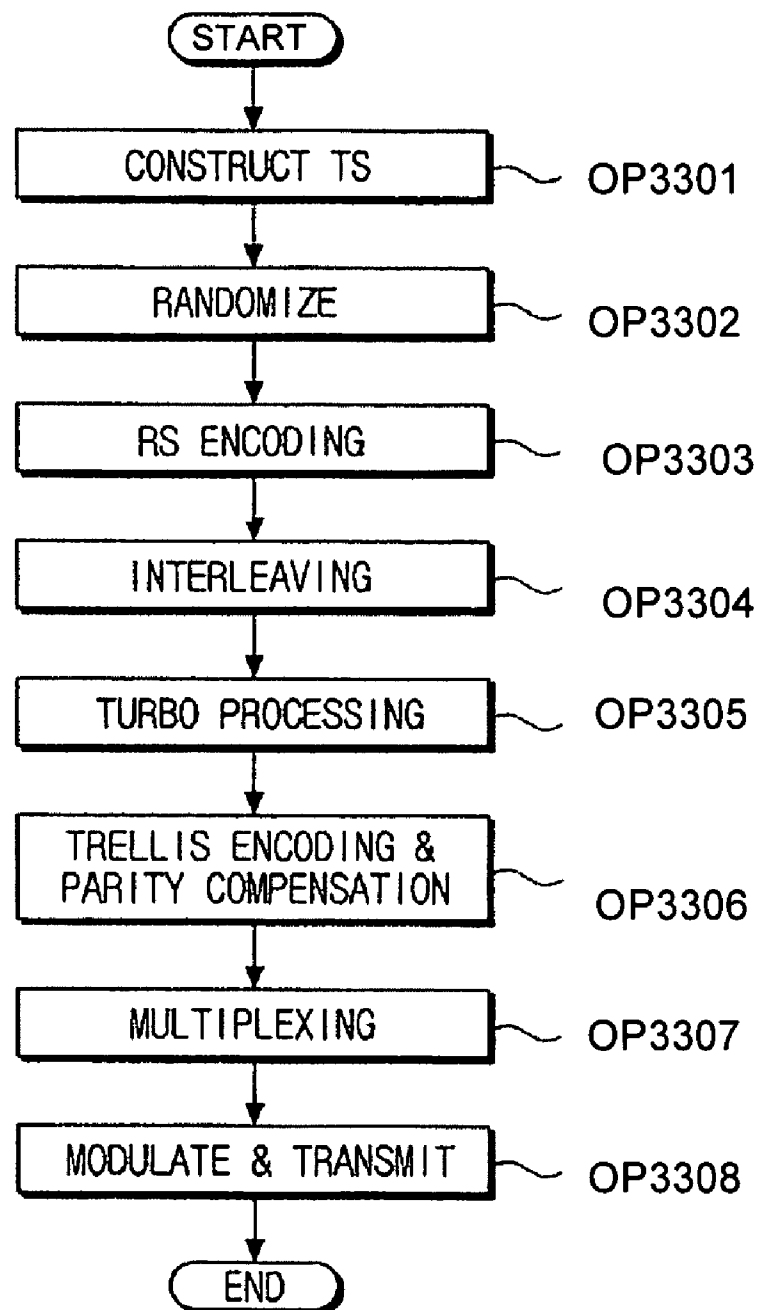 START
CONSTRUCT TS
OP3301
RANDOMIZE
OP3302
RS ENCODING
OP3303
INTERLEAVING
OP3304
TURBO PROCESSING
OP3305
TRELLIS ENCODING &
PARITY COMPENSATION
OP3306
MULTIPLEXING
OP3307
MODULATE & TRANSMIT
OP3308
END